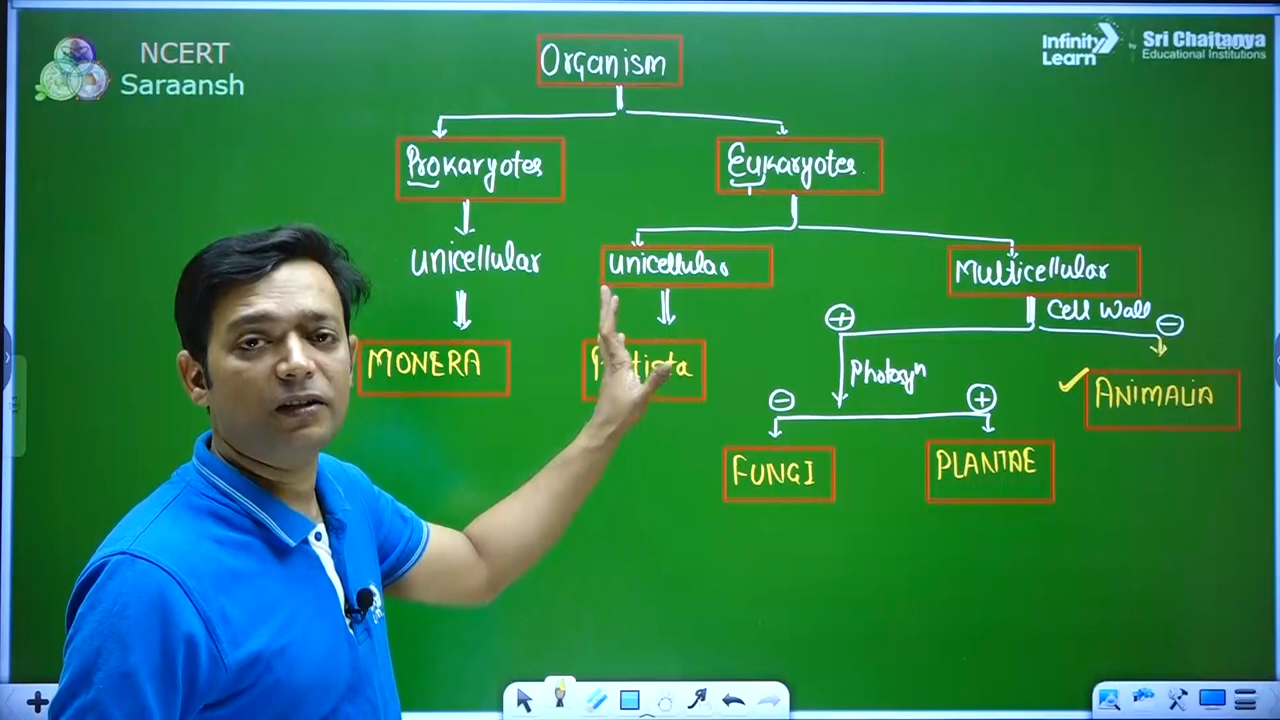 NCERT
Saraansh
Organism
Infinity
Learn
by
Sri Chaitanya
Educational Institutions
Prokaryotes
Eukaryotes
Unicellular
Unicellular
Multicellular
Cell Wall
+
−
MONERA
Photosyn
ANIMALIA
−
+
FUNGI
PLANTAE